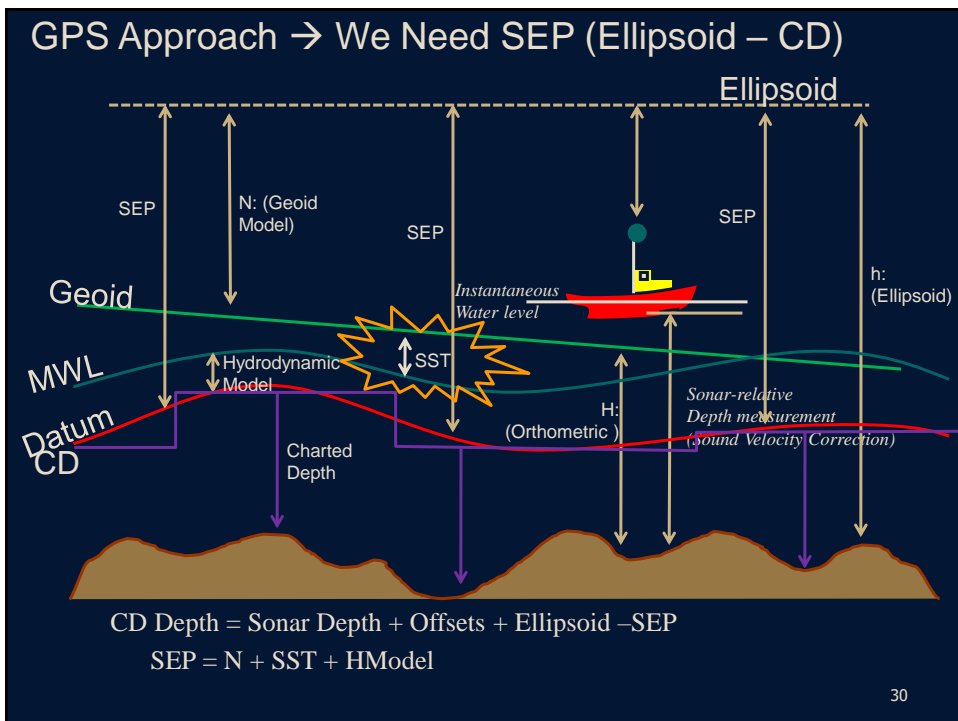 GPS Approach → We Need SEP (Ellipsoid – CD)
Ellipsoid
SEP
N: (Geoid
Model)
SEP
SEP
h:
(Ellipsoid)
Geoid
Instantaneous
Water level
MWL
Hydrodynamic
Model
SST
Datum
CD
Charted
Depth
H:
(Orthometric )
Sonar-relative
Depth measurement
(Sound Velocity Correction)
CD Depth = Sonar Depth + Offsets + Ellipsoid –SEP
SEP = N + SST + HModel
30